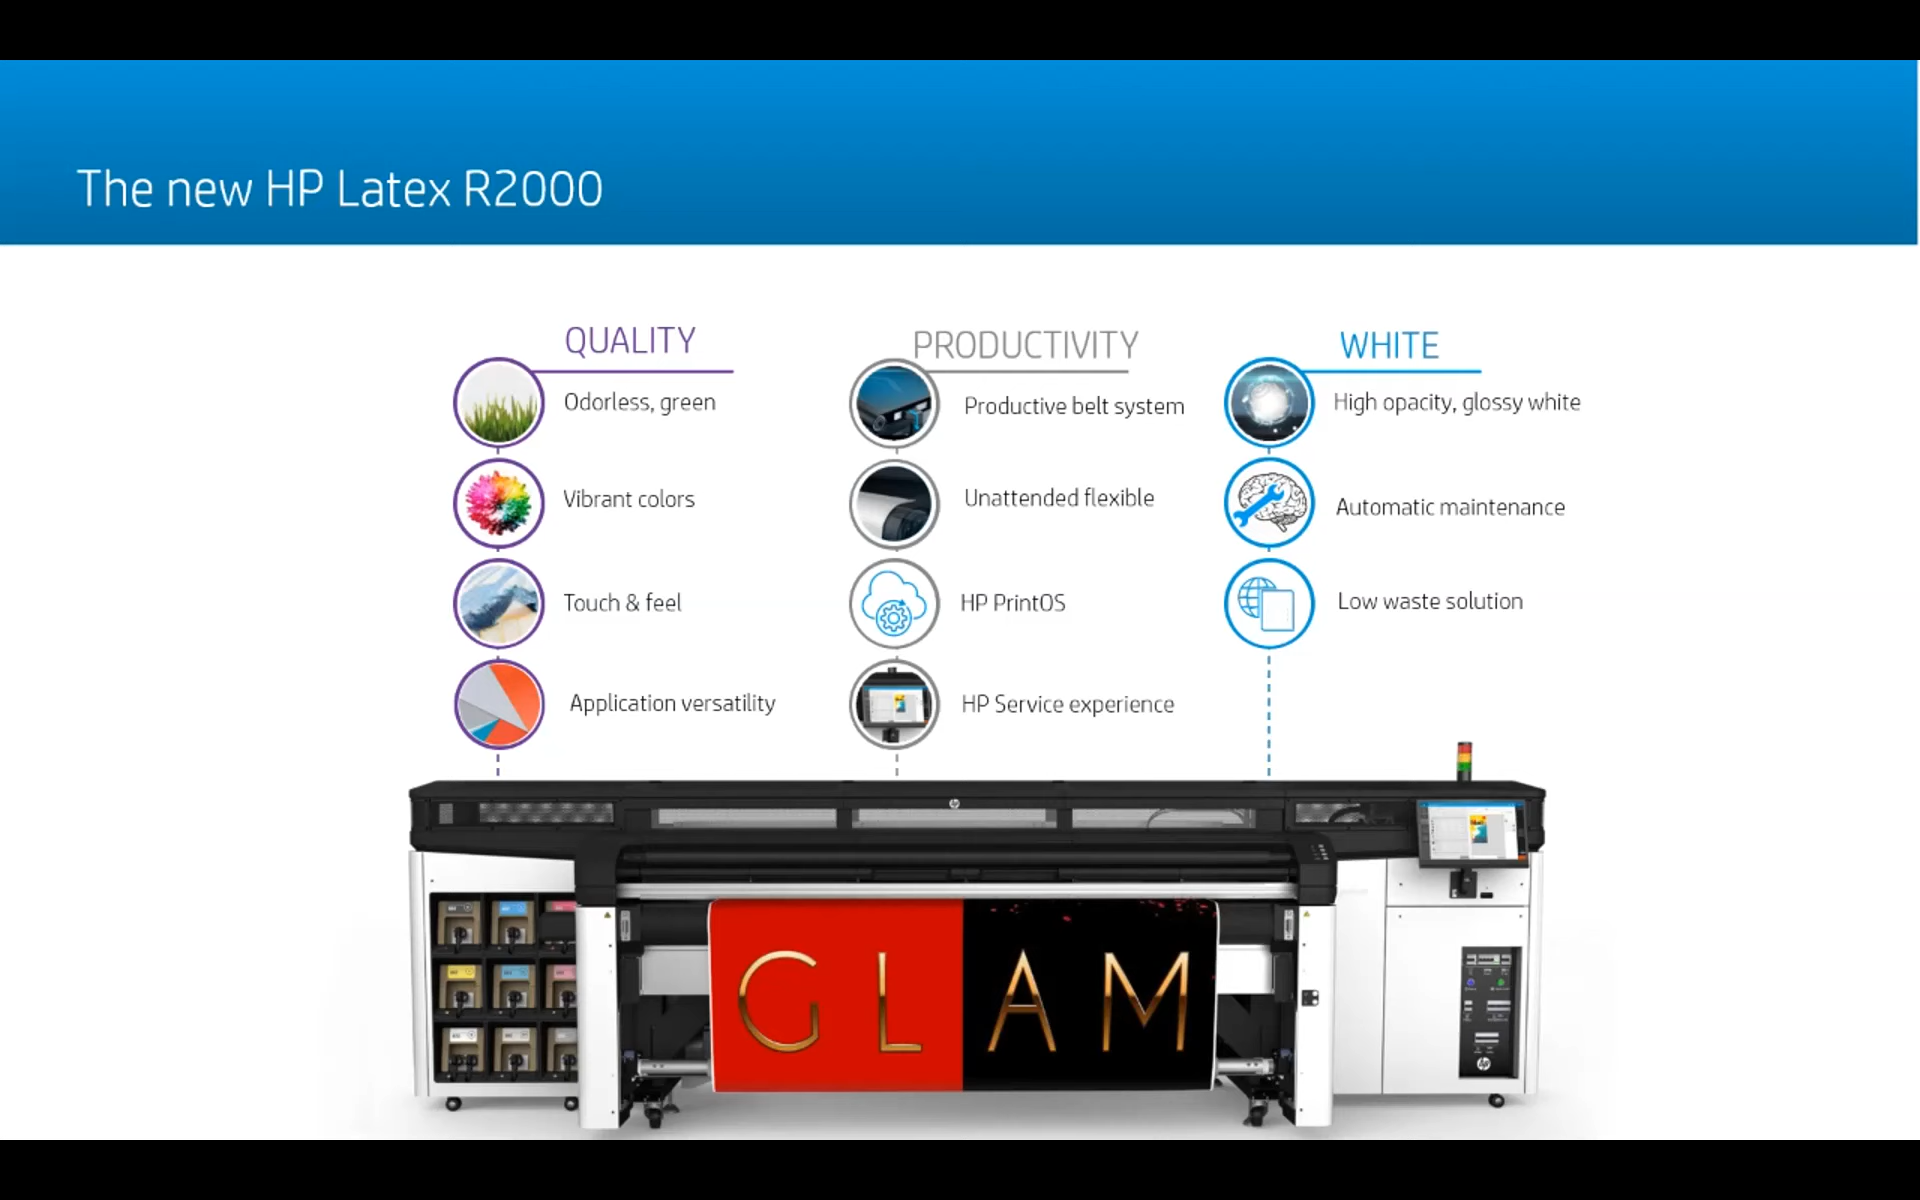 The new HP Latex R2000
QUALITY
Odorless, green
Vibrant colors
Touch & feel
Application versatility
PRODUCTIVITY
Productive belt system
Unattended flexible
HP PrintOS
HP Service experience
WHITE
High opacity, glossy white
Automatic maintenance
Low waste solution
GLAM
hp